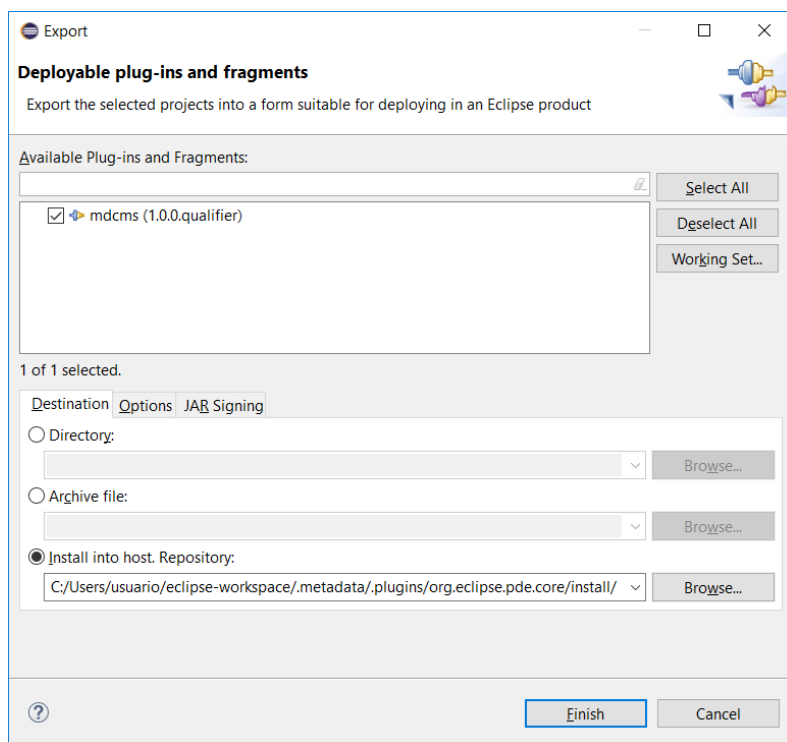 Export
Deployable plug-ins and fragments
Export the selected projects into a form suitable for deploying in an Eclipse product
Available Plug-ins and Fragments:
Select All
mdcms (1.0.0.qualifier)
Deselect All
Working Set...
1 of 1 selected.
Destination Options JAR Signing
Directory:
Browse...
Archive file:
Browse...
Install into host. Repository:
C:/Users/usuario/eclipse-workspace/.metadata/.plugins/org.eclipse.pde.core/install/ Browse...
? Finish Cancel